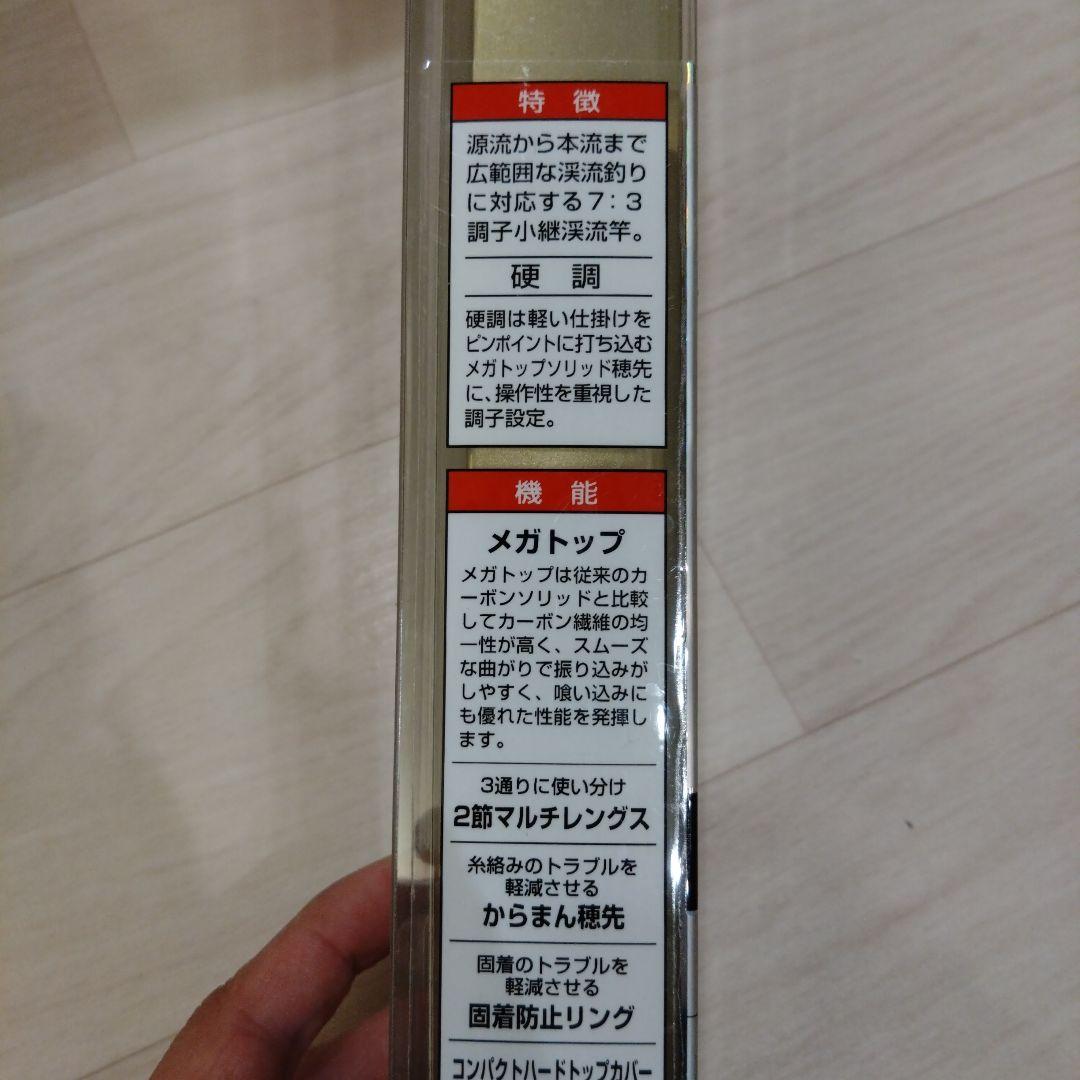 特 徴
源流から本流まで
広範囲な渓流釣り
に対応する7:3
調子小継渓流竿。
硬 調
硬調は軽い仕掛けを
ピンポイントに打ち込む
メガトップソリッド穂先
に、操作性を重視した
調子設定。
機 能
メガトップ
メガトップは従来のカ
ーボンソリッドと比較
してカーボン繊維の均
一性が高く、スムーズ
な曲がりで振り込みが
しやすく、喰い込みに
も優れた性能を発揮し
ます。
3通りに使い分け
2節マルチレングス
糸絡みのトラブルを
軽減させる
からまん穂先
固着のトラブルを
軽減させる
固着防止リング
コンパクトハードトップカバー